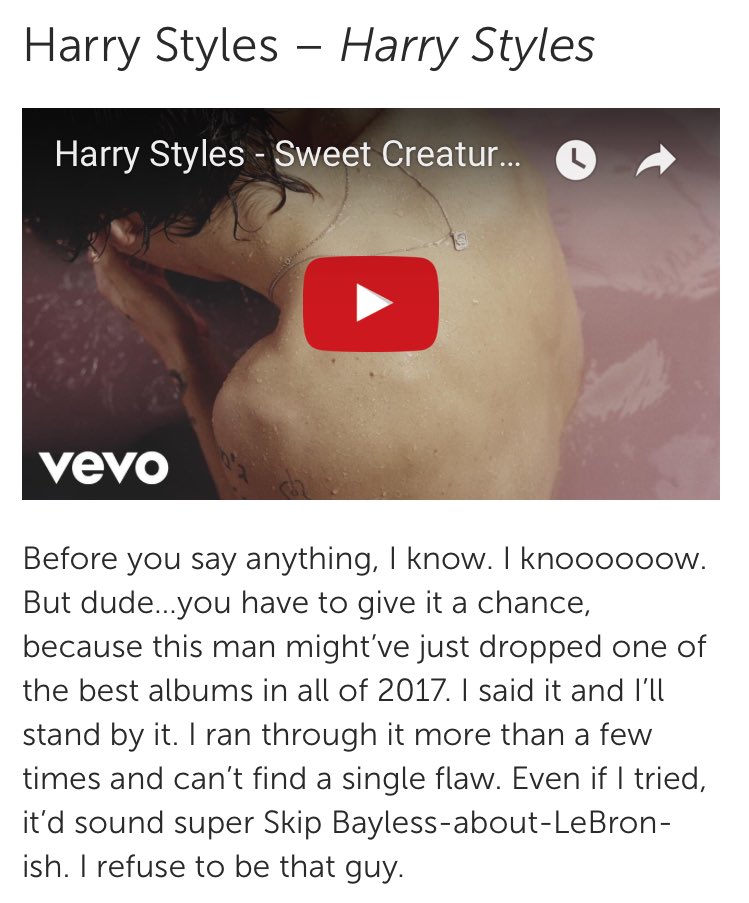 Harry Styles – Harry Styles
Harry Styles - Sweet Creatur...
vevo
Before you say anything, I know. I knoooooow.
But dude...you have to give it a chance,
because this man might’ve just dropped one of
the best albums in all of 2017. I said it and I’ll
stand by it. I ran through it more than a few
times and can’t find a single flaw. Even if I tried,
it’d sound super Skip Bayless-about-LeBron-
ish. I refuse to be that guy.